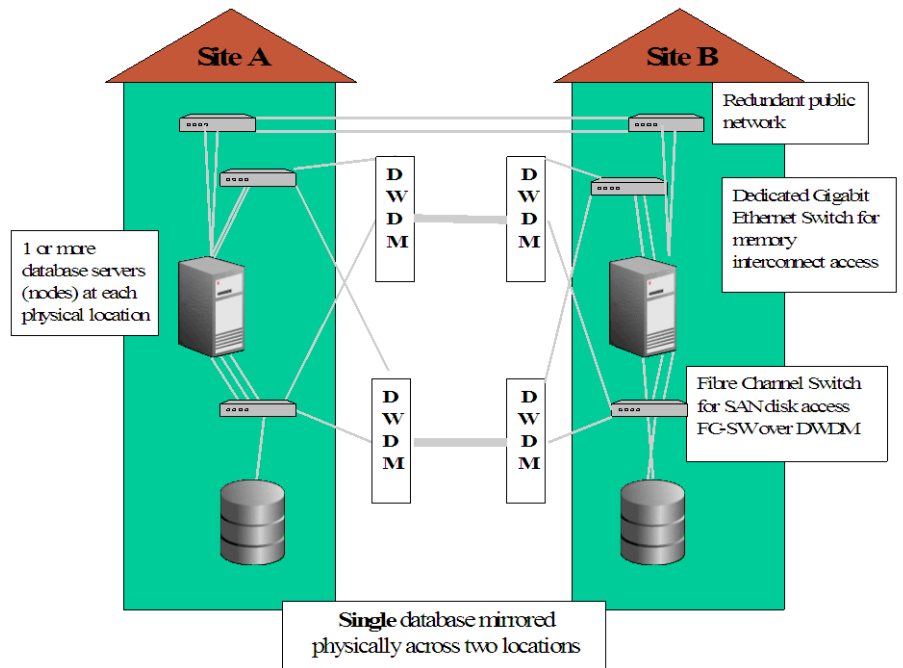 Site A
Site B
Redundant public
network
D
W
D
M
D
W
D
M
Dedicated Gigabit
Ethernet Switch for
memory
interconnect access
1 or more
database servers
(nodes) at each
physical location
D
W
D
M
D
W
D
M
Fibre Channel Switch
for SAN disk access
FC-SW over DWDM
Single database mirrored
physically across two locations